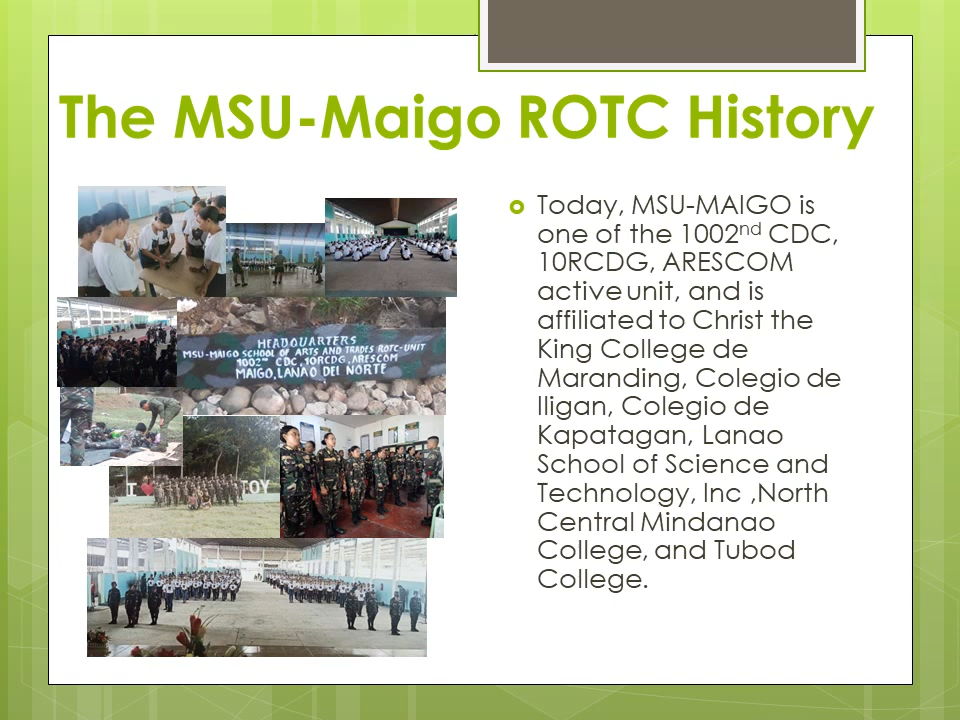 The MSU-Maigo ROTC History
HEADQUARTERS
MSU-MAIGO SCHOOL OF ARTS AND TRADES ROTC-UNIT
1002ND CDC, 10RCDG, ARESCOM
MAIGO, LANAO DEL NORTE
I
TOY
Today, MSU-MAIGO is
one of the 1002nd CDC,
10RCDG, ARESCOM
active unit, and is
affiliated to Christ the
King College de
Maranding, Colegio de
Iligan, Colegio de
Kapatagan, Lanao
School of Science and
Technology, Inc ,North
Central Mindanao
College, and Tubod
College.